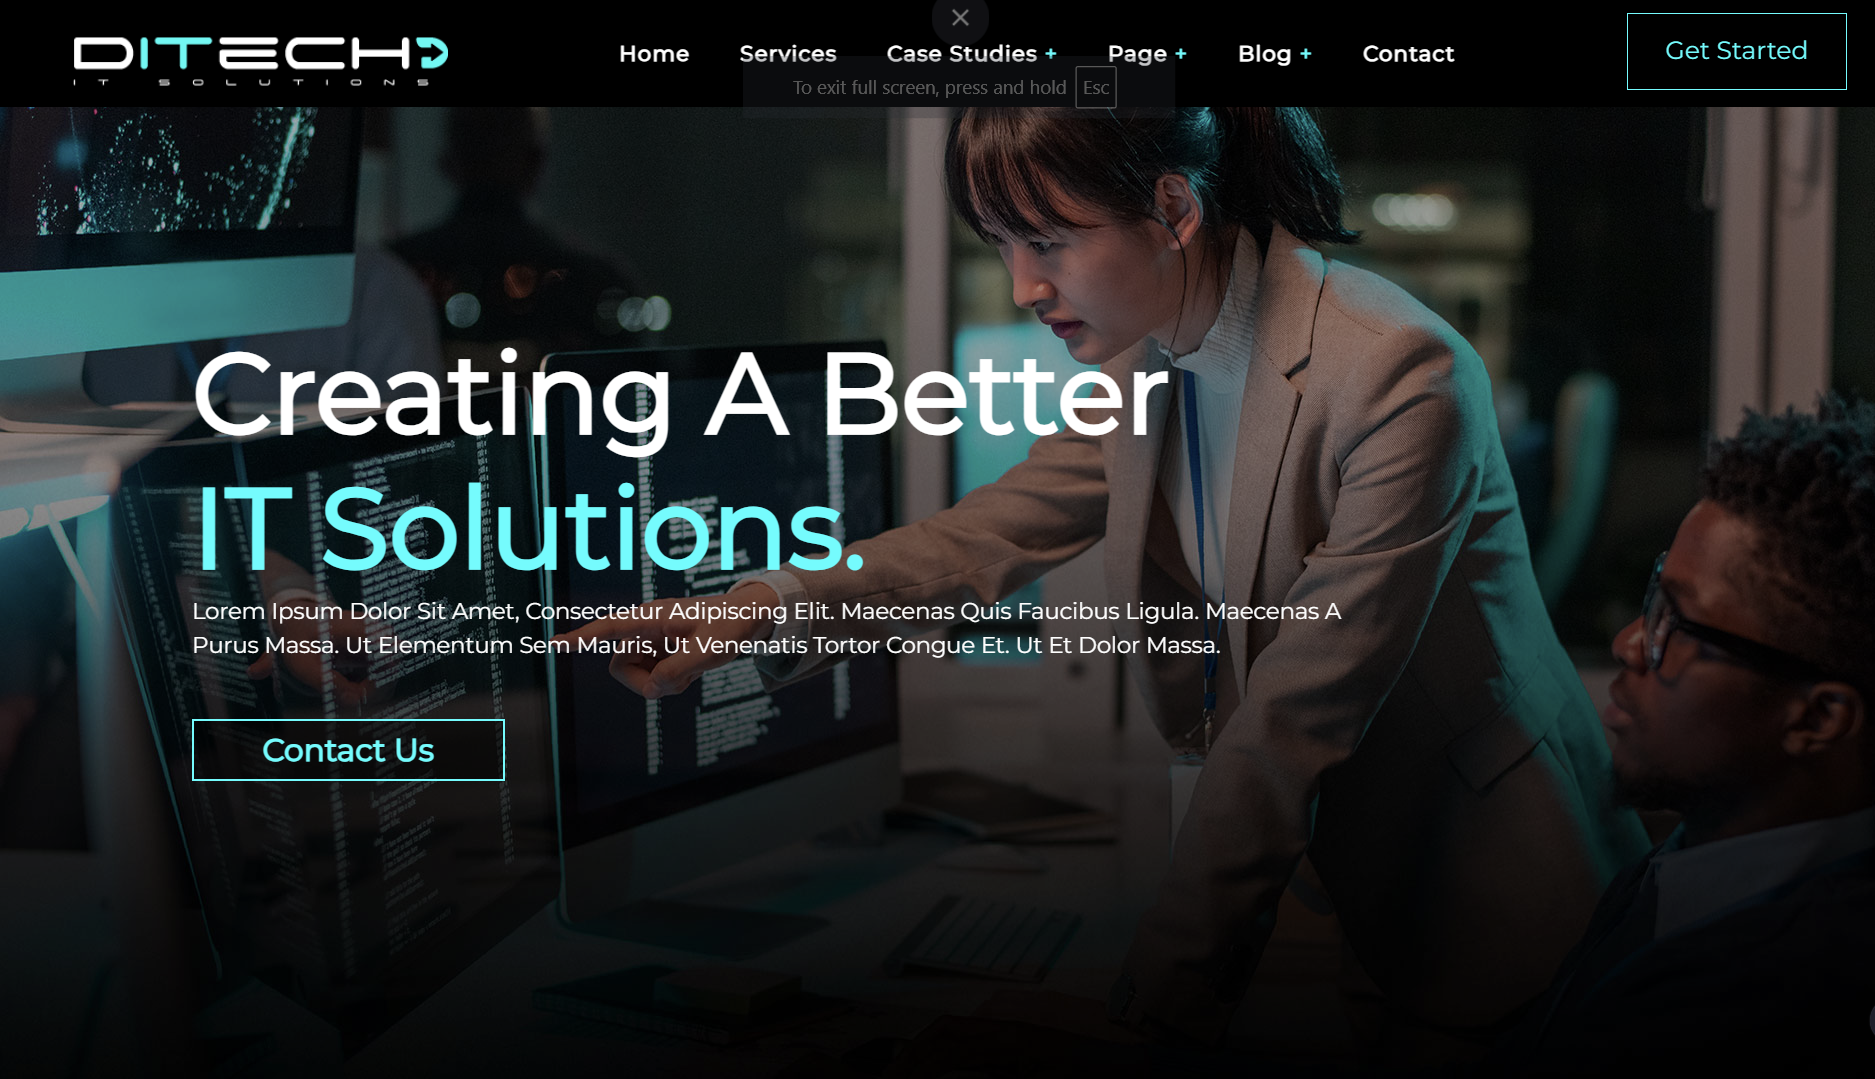 DITECH
IT SOLUTIONS
Home Services Case Studies + Page + Blog + Contact
Get Started
To exit full screen, press and hold Esc
Creating A Better
IT Solutions.
Lorem Ipsum Dolor Sit Amet, Consectetur Adipiscing Elit. Maecenas Quis Faucibus Ligula. Maecenas A
Purus Massa. Ut Elementum Sem Mauris, Ut Venenatis Tortor Congue Et. Ut Et Dolor Massa.
Contact Us